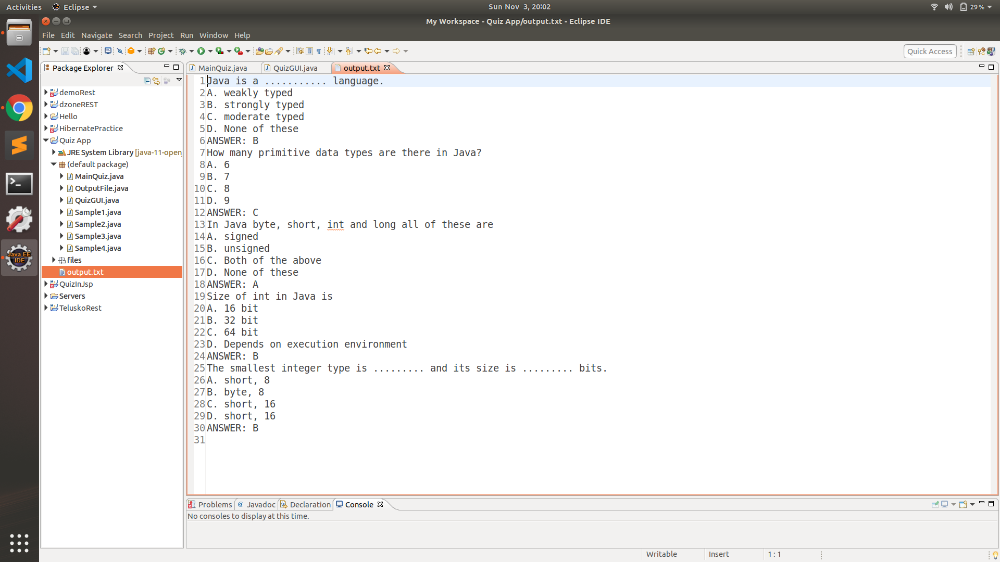 Activities Eclipse Sun Nov 3, 20:02 29%
My Workspace - Quiz App/output.txt - Eclipse IDE
File Edit Navigate Search Project Run Window Help
Quick Access
Package Explorer
demoRest
dzoneREST
Hello
HibernatePractice
Quiz App
JRE System Library [java-11-open
(default package)
MainQuiz.java
OutputFile.java
QuizGUI.java
Sample1.java
Sample2.java
Sample3.java
Sample4.java
files
output.txt
QuizInJsp
Servers
TeluskoRest
Java EE
IDE
MainQuiz.java QuizGUI.java output.txt
1 Java is a ........... language.
2 A. weakly typed
3 B. strongly typed
4 C. moderate typed
5 D. None of these
6 ANSWER: B
7 How many primitive data types are there in Java?
8 A. 6
9 B. 7
10 C. 8
11 D. 9
12 ANSWER: C
13 In Java byte, short, int and long all of these are
14 A. signed
15 B. unsigned
16 C. Both of the above
17 D. None of these
18 ANSWER: A
19 Size of int in Java is
20 A. 16 bit
21 B. 32 bit
22 C. 64 bit
23 D. Depends on execution environment
24 ANSWER: B
25 The smallest integer type is ......... and its size is ......... bits.
26 A. short, 8
27 B. byte, 8
28 C. short, 16
29 D. short, 16
30 ANSWER: B
31
Problems Javadoc Declaration Console
No consoles to display at this time.
Writable Insert 1 : 1